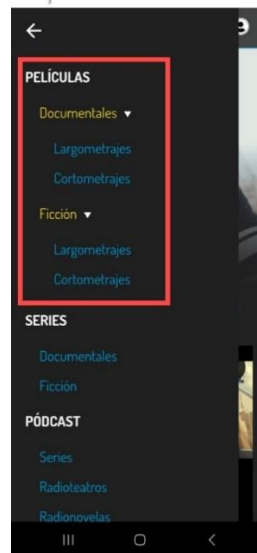 PELÍCULAS
Documentales
Largometrajes
Cortometrajes
Ficción
Largometrajes
Cortometrajes
SERIES
Documentales
Ficción
PÓDCAST
Series
Radioteatros
Radionovelas